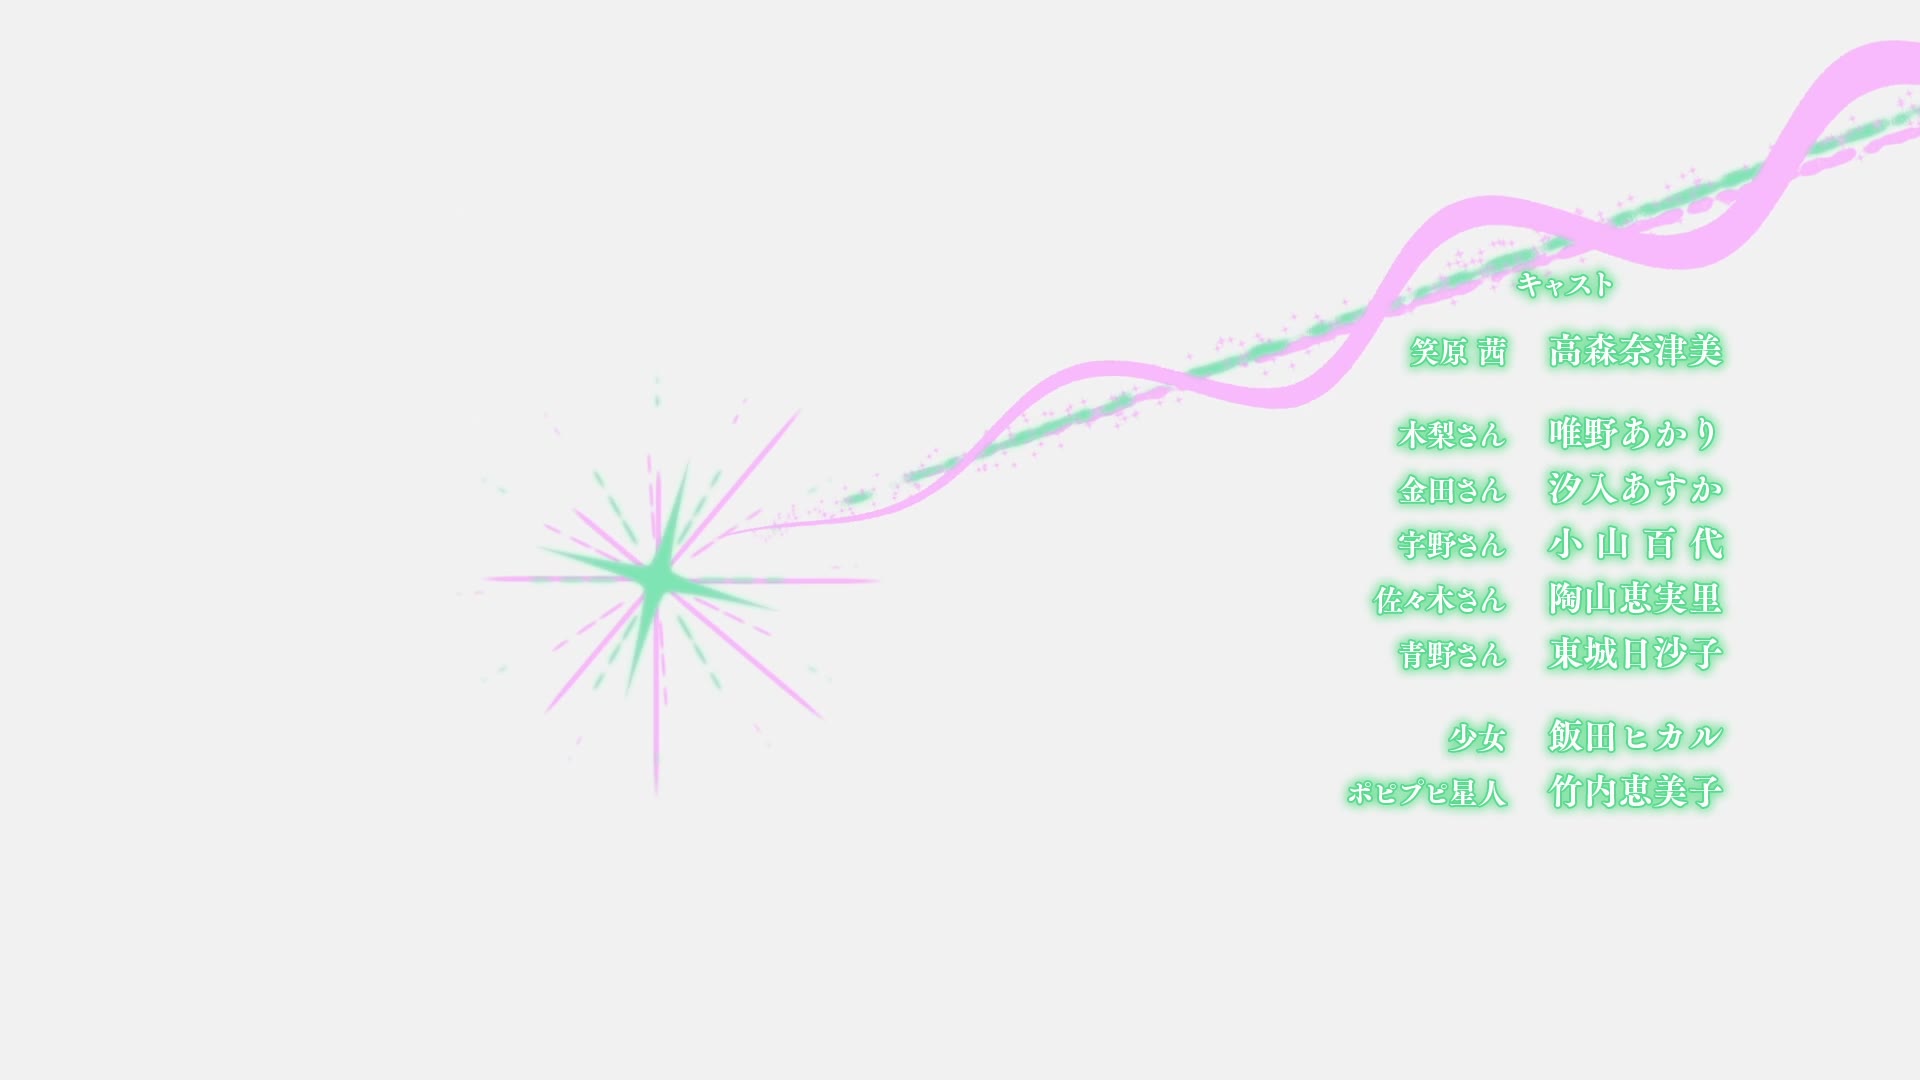 キャスト
笑原 茜 高森奈津美
木梨さん 唯野あかり
金田さん 汐入あすか
宇野さん 小山百代
佐々木さん 陶山恵実里
青野さん 東城日沙子
少女 飯田ヒカル
ポピプピ星人 竹内恵美子